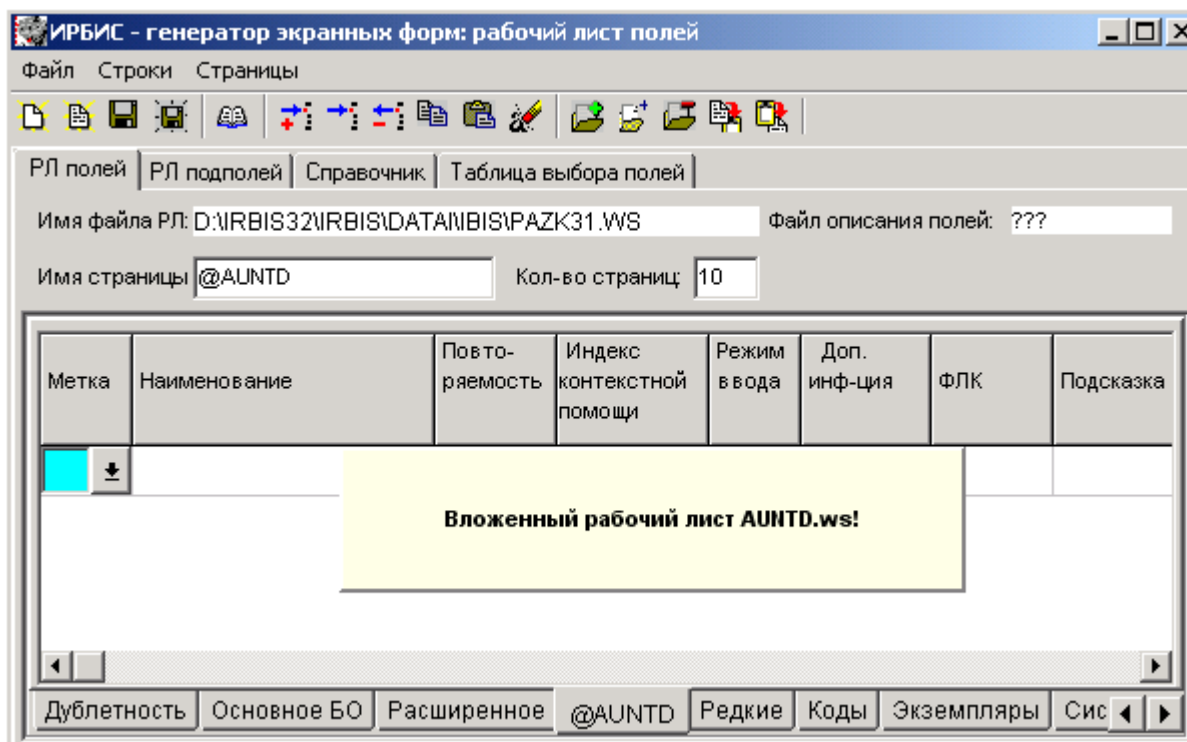 ИРБИС - генератор экранных форм: рабочий лист полей
Файл Строки Страницы
РЛ полей РЛ подполей Справочник Таблица выбора полей
Имя файла РЛ: D:\IRBIS32\IRBIS\DATAI\IBIS\PAZK31.WS Файл описания полей: ???
Имя страницы @AUNTD Кол-во страниц: 10
Метка Наименование Повто-
ряемость Индекс
контекстной
помощи Режим
ввода Доп.
инф-ция ФЛК Подсказка
Вложенный рабочий лист AUNTD.ws!
Дублетность Основное БО Расширенное @AUNTD Редкие Коды Экземпляры Сис